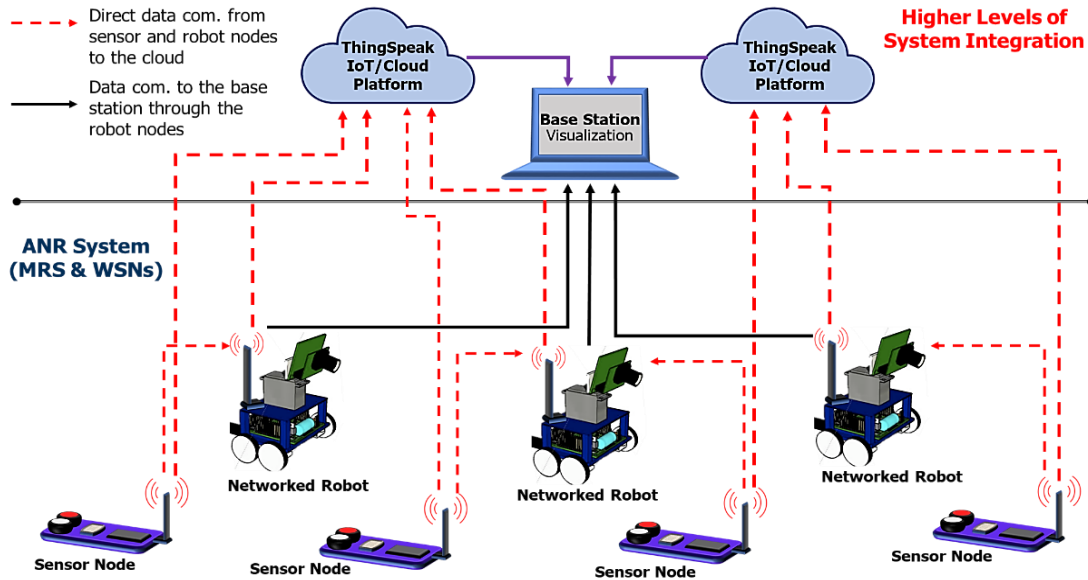 Direct data com. from
sensor and robot nodes
to the cloud
Data com. to the base
station through the
robot nodes
ThingSpeak
IoT/Cloud
Platform
Base Station
Visualization
ThingSpeak
IoT/Cloud
Platform
Higher Levels of
System Integration
ANR System
(MRS & WSNs)
Networked Robot
Networked Robot
Networked Robot
Sensor Node
Sensor Node
Sensor Node
Sensor Node